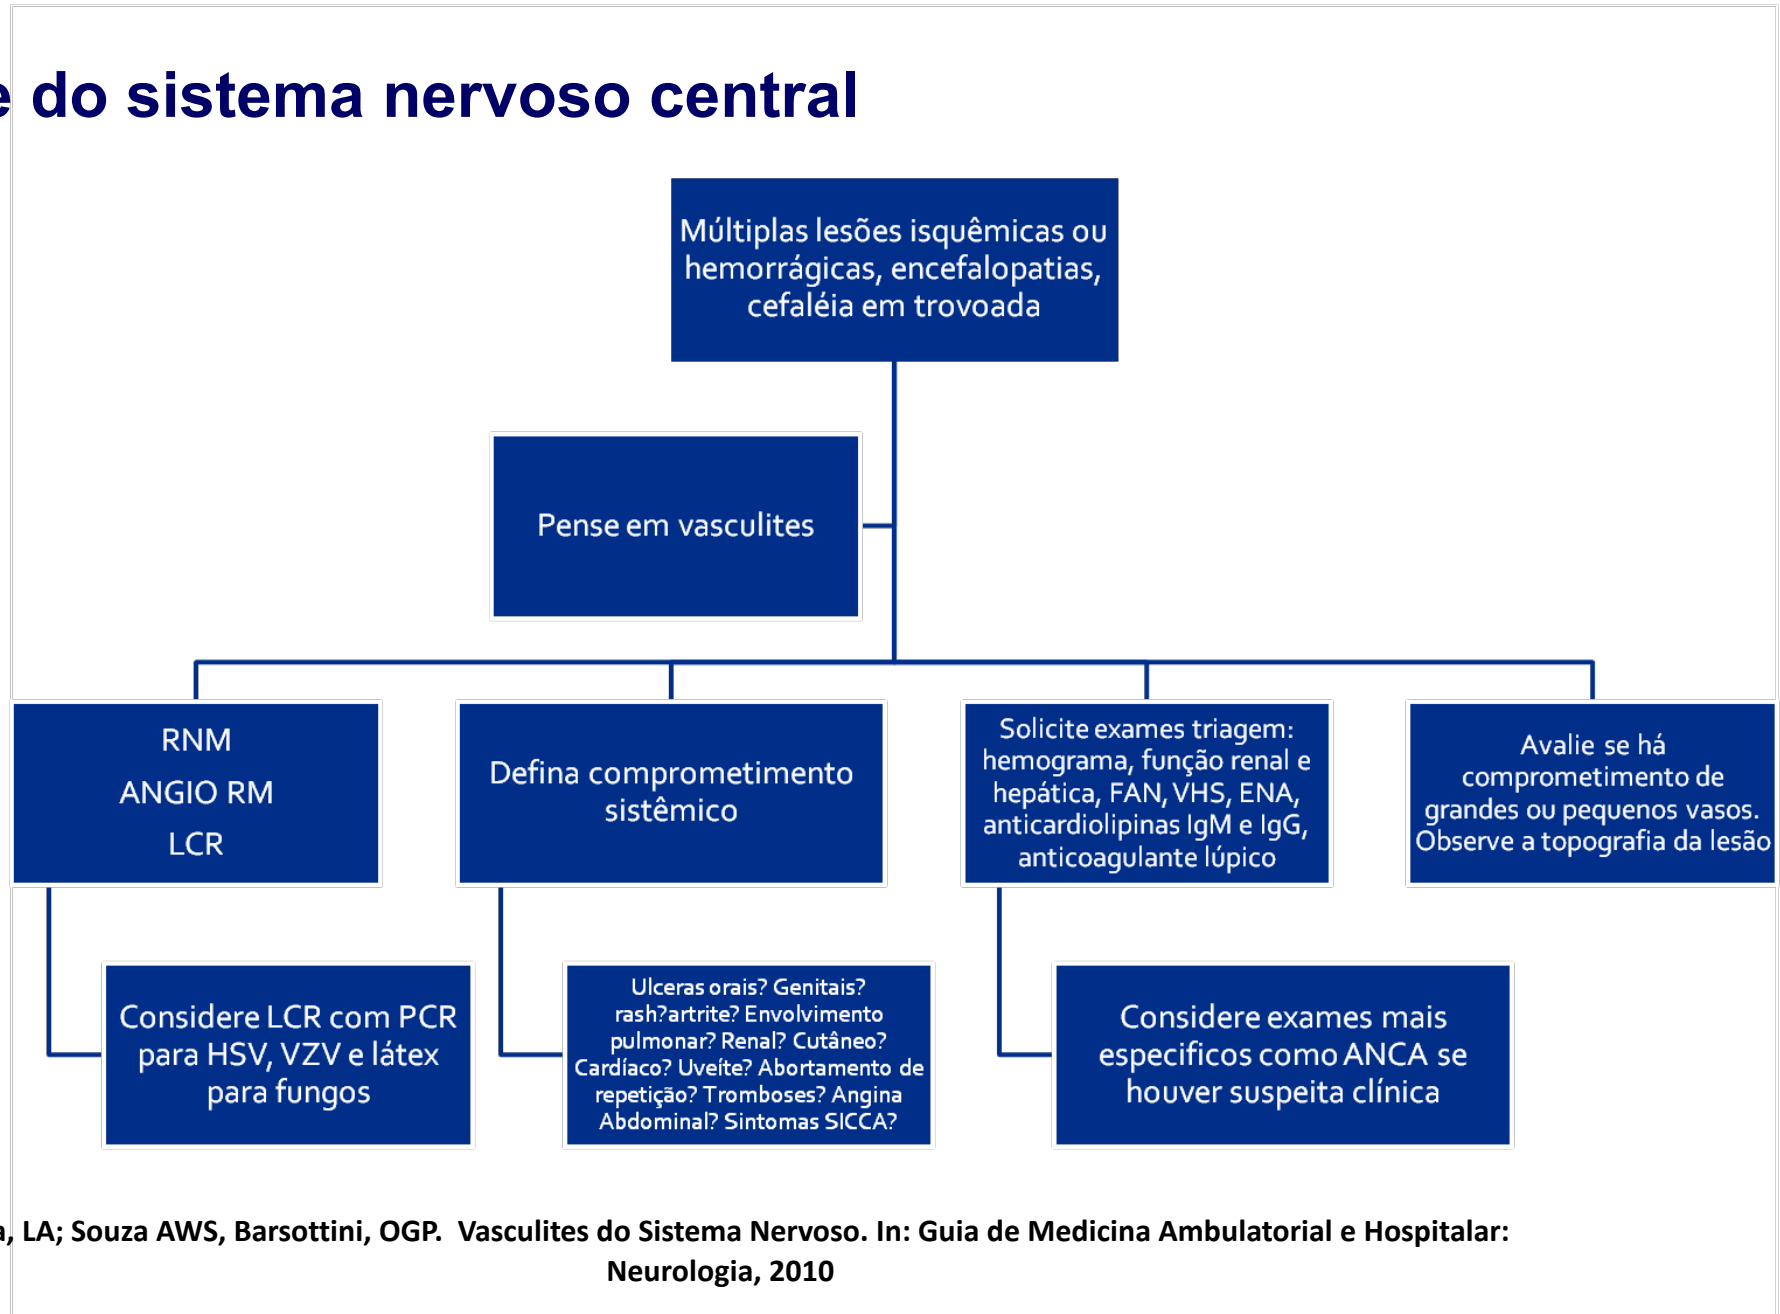 e do sistema nervoso central
Múltiplas lesões isquêmicas ou
hemorrágicas, encefalopatias,
cefaléia em trovoada
Pense em vasculites
RNM
ANGIO RM
LCR
Defina comprometimento
sistêmico
Solicite exames triagem:
hemograma, função renal e
hepática, FAN, VHS, ENA,
anticardiolipinas IgM e IgG,
anticoagulante lúpico
Avalie se há
comprometimento de
grandes ou pequenos vasos.
Observe a topografia da lesão
Considere LCR com PCR
para HSV, VZV e látex
para fungos
Ulceras orais? Genitais?
rash?artrite? Envolvimento
pulmonar? Renal? Cutâneo?
Cardíaco? Uveíte? Abortamento de
repetição? Tromboses? Angina
Abdominal? Sintomas SICCA?
Considere exames mais
especificos como ANCA se
houver suspeita clínica
, LA; Souza AWS, Barsottini, OGP. Vasculites do Sistema Nervoso. In: Guia de Medicina Ambulatorial e Hospitalar:
Neurologia, 2010